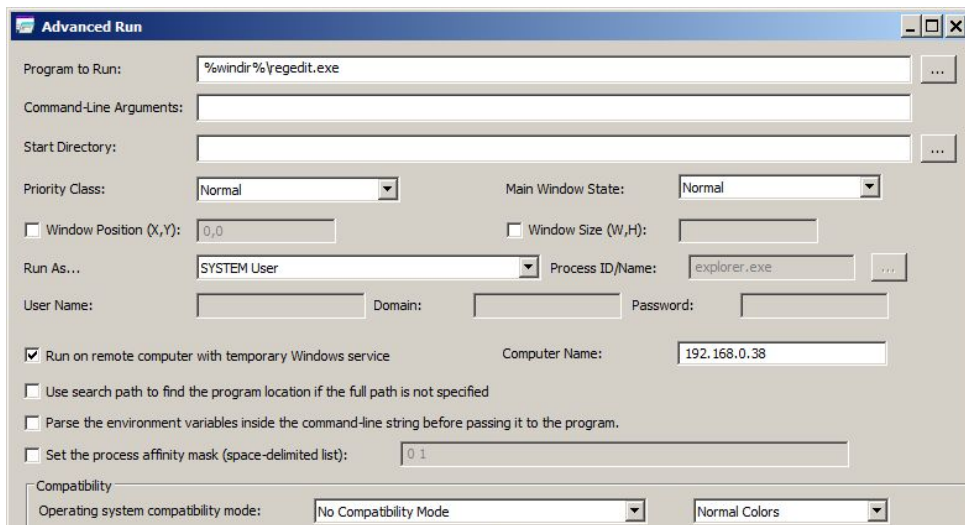 Advanced Run
Program to Run: %windir%\regedit.exe ...
Command-Line Arguments:
Start Directory: ...
Priority Class: Normal Main Window State: Normal
Window Position (X,Y): 0,0 Window Size (W,H):
Run As... SYSTEM User Process ID/Name: explorer.exe ...
User Name: Domain: Password:
Run on remote computer with temporary Windows service Computer Name: 192.168.0.38
Use search path to find the program location if the full path is not specified
Parse the environment variables inside the command-line string before passing it to the program.
Set the process affinity mask (space-delimited list): 0 1
Compatibility
Operating system compatibility mode: No Compatibility Mode Normal Colors